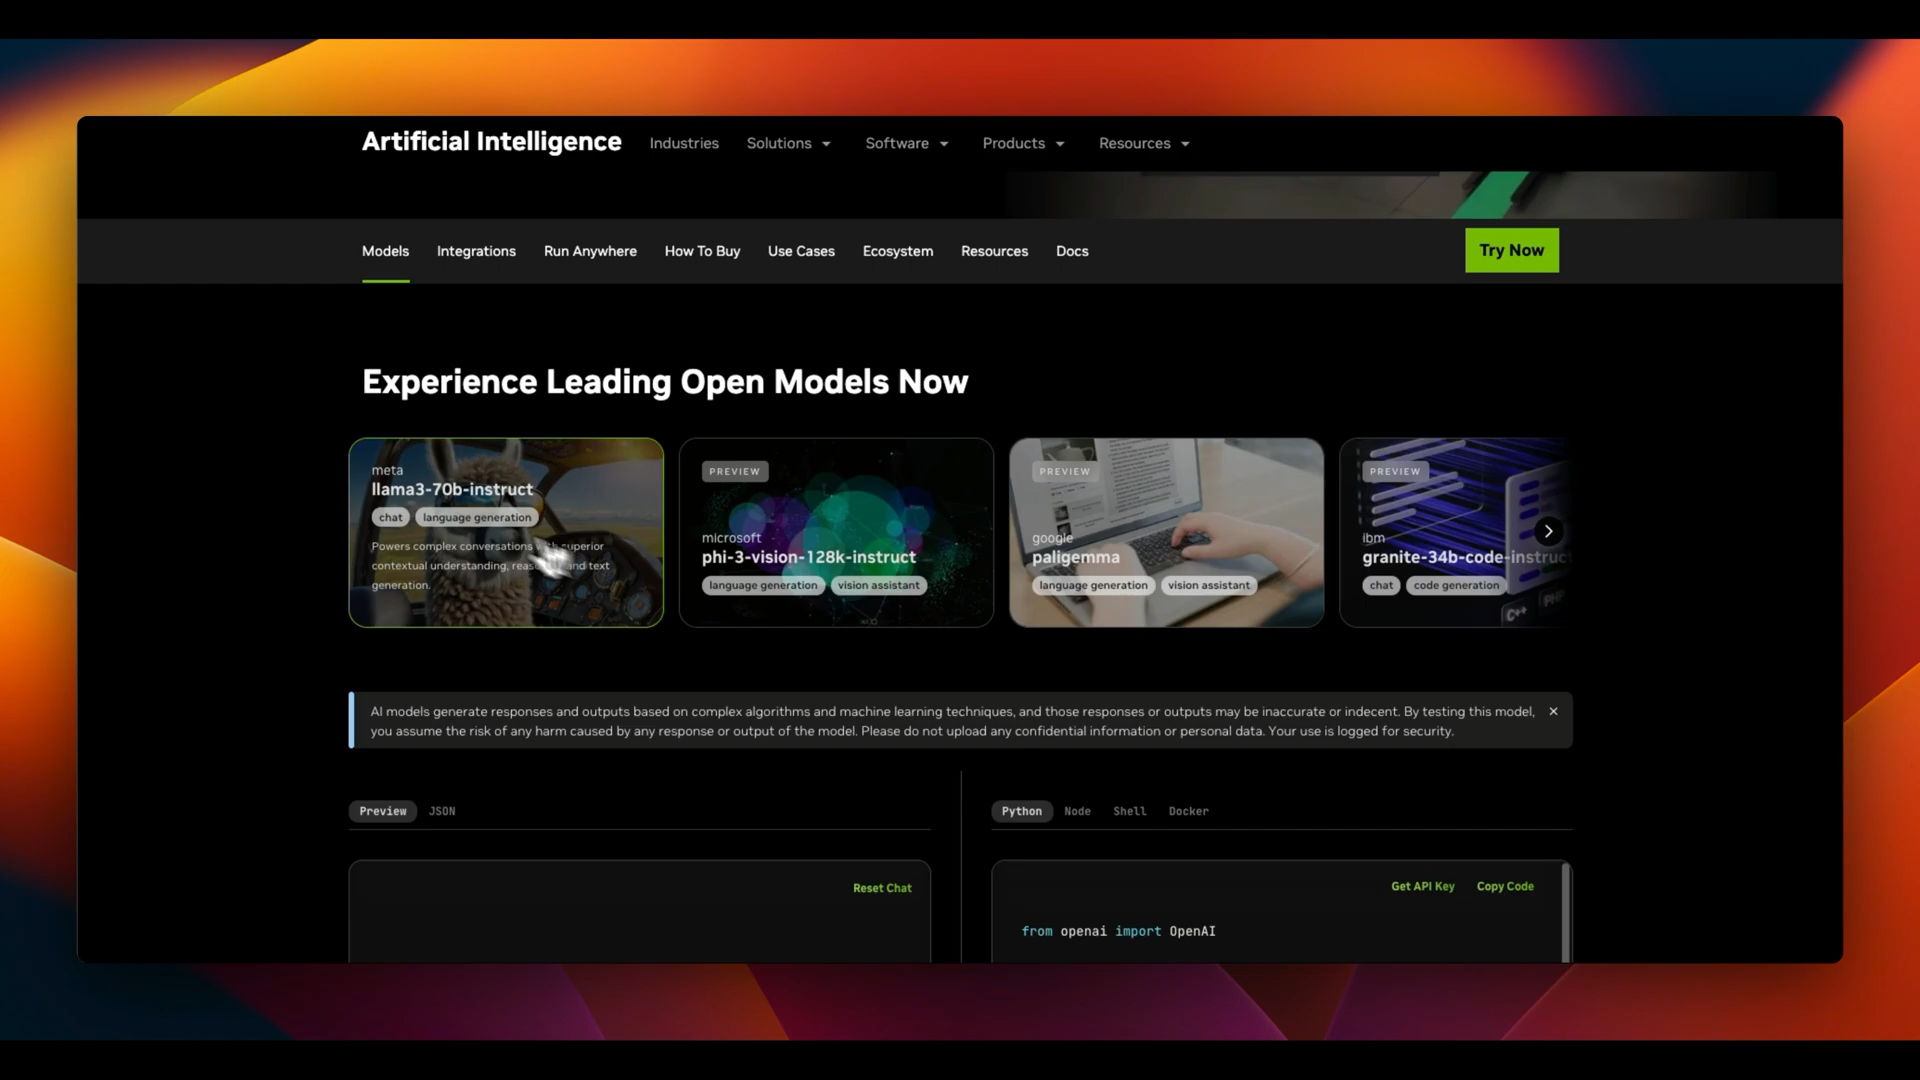 Artificial Intelligence
Industries
Solutions
Software
Products
Resources
Models
Integrations
Run Anywhere
How To Buy
Use Cases
Ecosystem
Resources
Docs
Try Now
Experience Leading Open Models Now
meta
llama3-70b-instruct
chat
language generation
Powers complex conversations with superior
contextual understanding, and text
generation.
PREVIEW
microsoft
phi-3-vision-128k-instruct
language generation
vision assistant
PREVIEW
google
paligemma
language generation
vision assistant
PREVIEW
ibm
granite-34b-code-instruct
chat
code generation
C++
PHP
AI models generate responses and outputs based on complex algorithms and machine learning techniques, and those responses or outputs may be inaccurate or indecent. By testing this model,
you assume the risk of any harm caused by any response or output of the model. Please do not upload any confidential information or personal data. Your use is logged for security.
Preview
JSON
Python
Node
Shell
Docker
Reset Chat
Get API Key
Copy Code
from openai import OpenAI